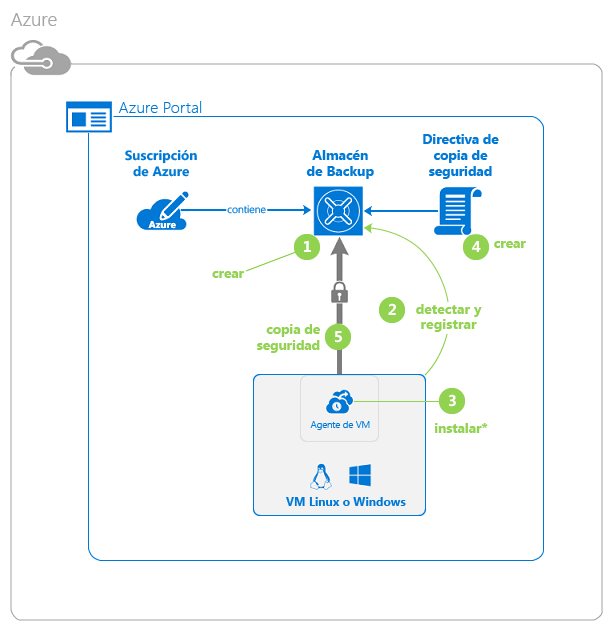 Azure
Azure Portal
Suscripción
de Azure
Almacén
de Backup
Directiva de
copia de
seguridad
Azure
contiene
1
crear
4
crear
2
detectar y
registrar
copia de
seguridad
5
3
instalar*
Agente de VM
VM Linux o Windows